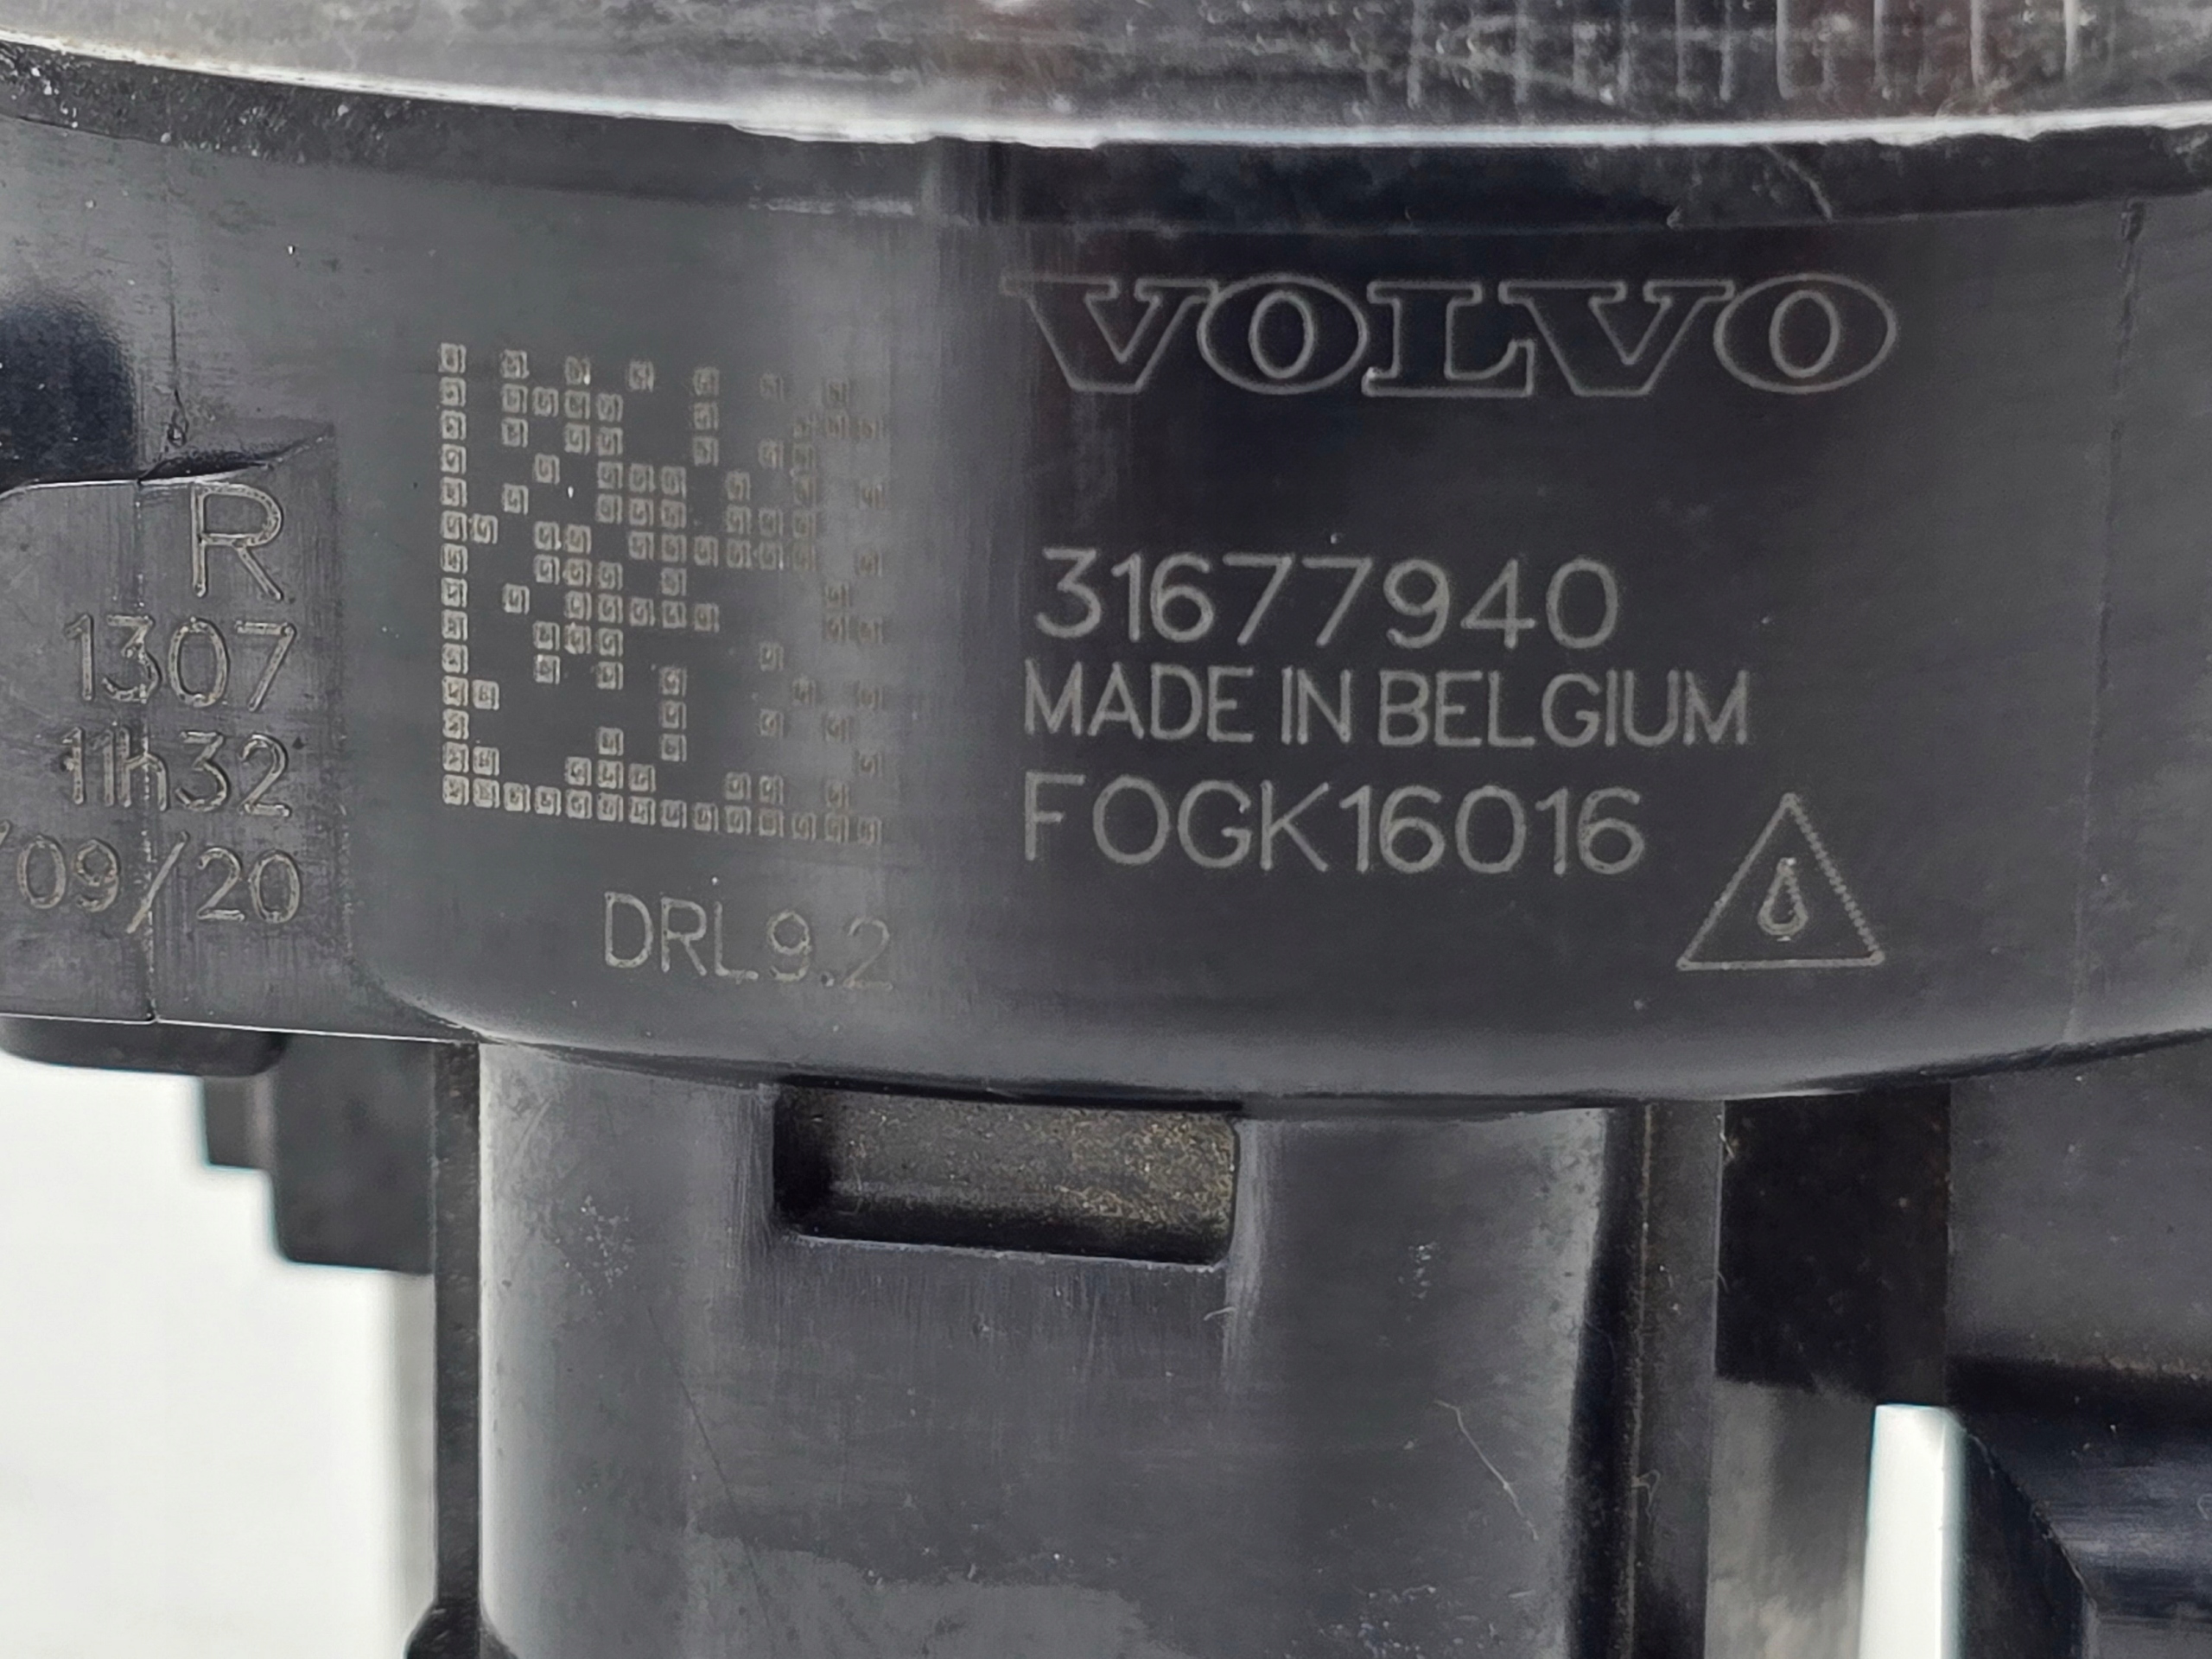 VOLVO
31677940
MADE IN BELGIUM
FOGK16016
DRL9.2
R
1307
11h32
/09/20